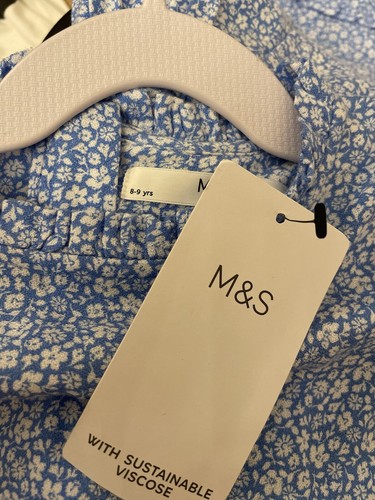 8-9 yrs
M&S
WITH SUSTAINABLE
VISCOSE